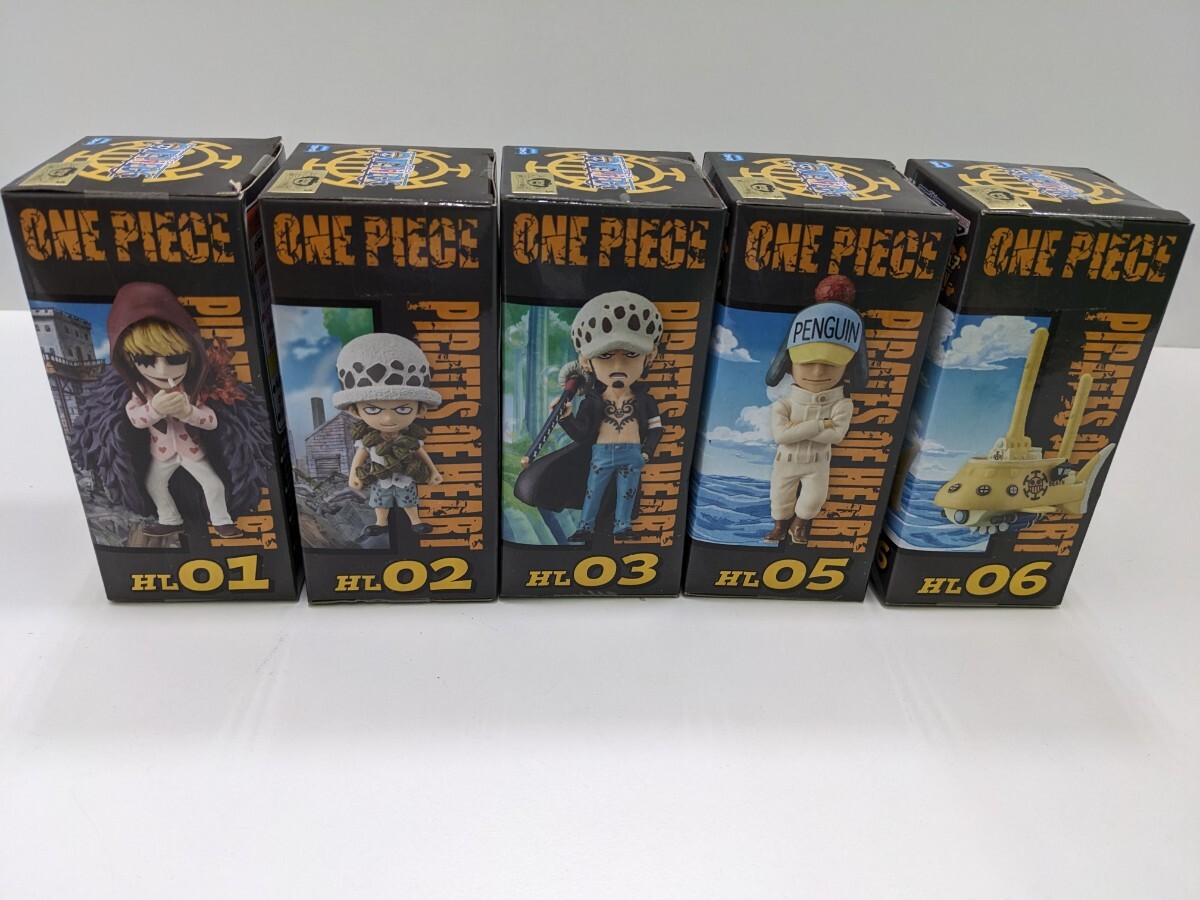 ONE PIECE
PIRATES OF HEART
HL01
ONE PIECE
PIRATES OF HEART
HL02
ONE PIECE
PIRATES OF HEART
HL03
ONE PIECE
PENGUIN
PIRATES OF HEART
HL05
ONE PIECE
PIRATES OF HEART
HL06